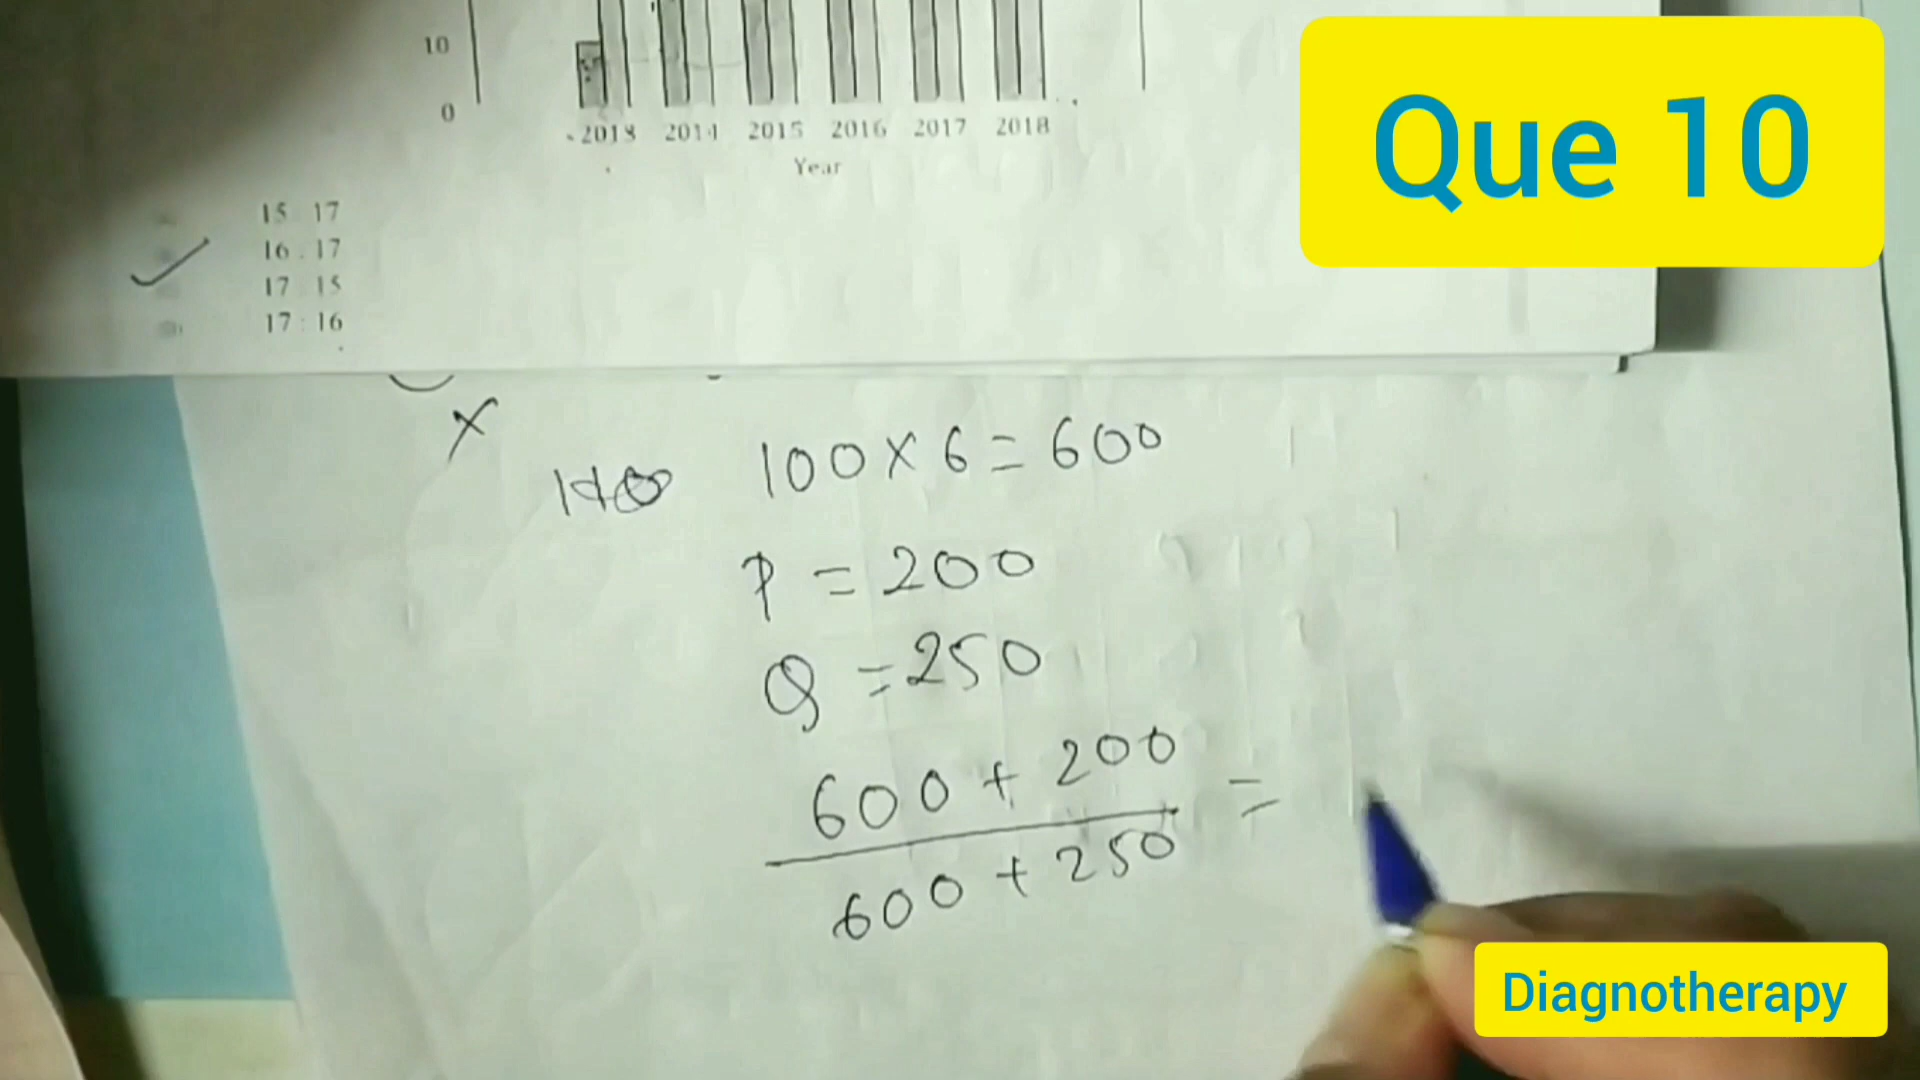 Que 10
10
0
2013 2014 2015 2016 2017 2018
Year
15 : 17
16 : 17
17 : 15
17 : 16
100 x 6 = 600
P = 200
Q = 250
600 + 200 =
600 + 250
Diagnotherapy